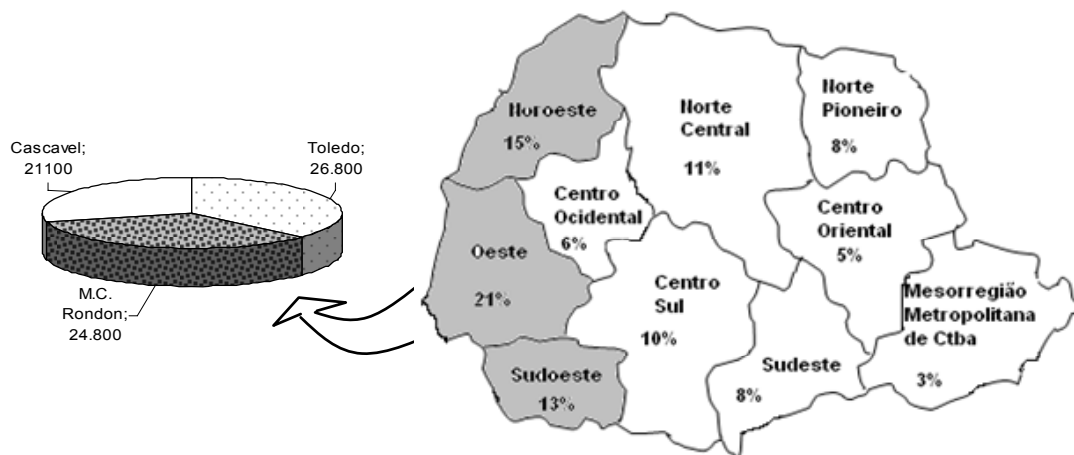 Cascavel;
21100
Toledo;
26.800
M.C.
Rondon;
24.800
Noroeste
15%
Norte
Central
11%
Norte
Pioneiro
8%
Centro
Ocidental
6%
Centro
Oriental
5%
Oeste
21%
Centro
Sul
10%
Mesorregião
Metropolitana
de Ctba
3%
Sudoeste
13%
Sudeste
8%